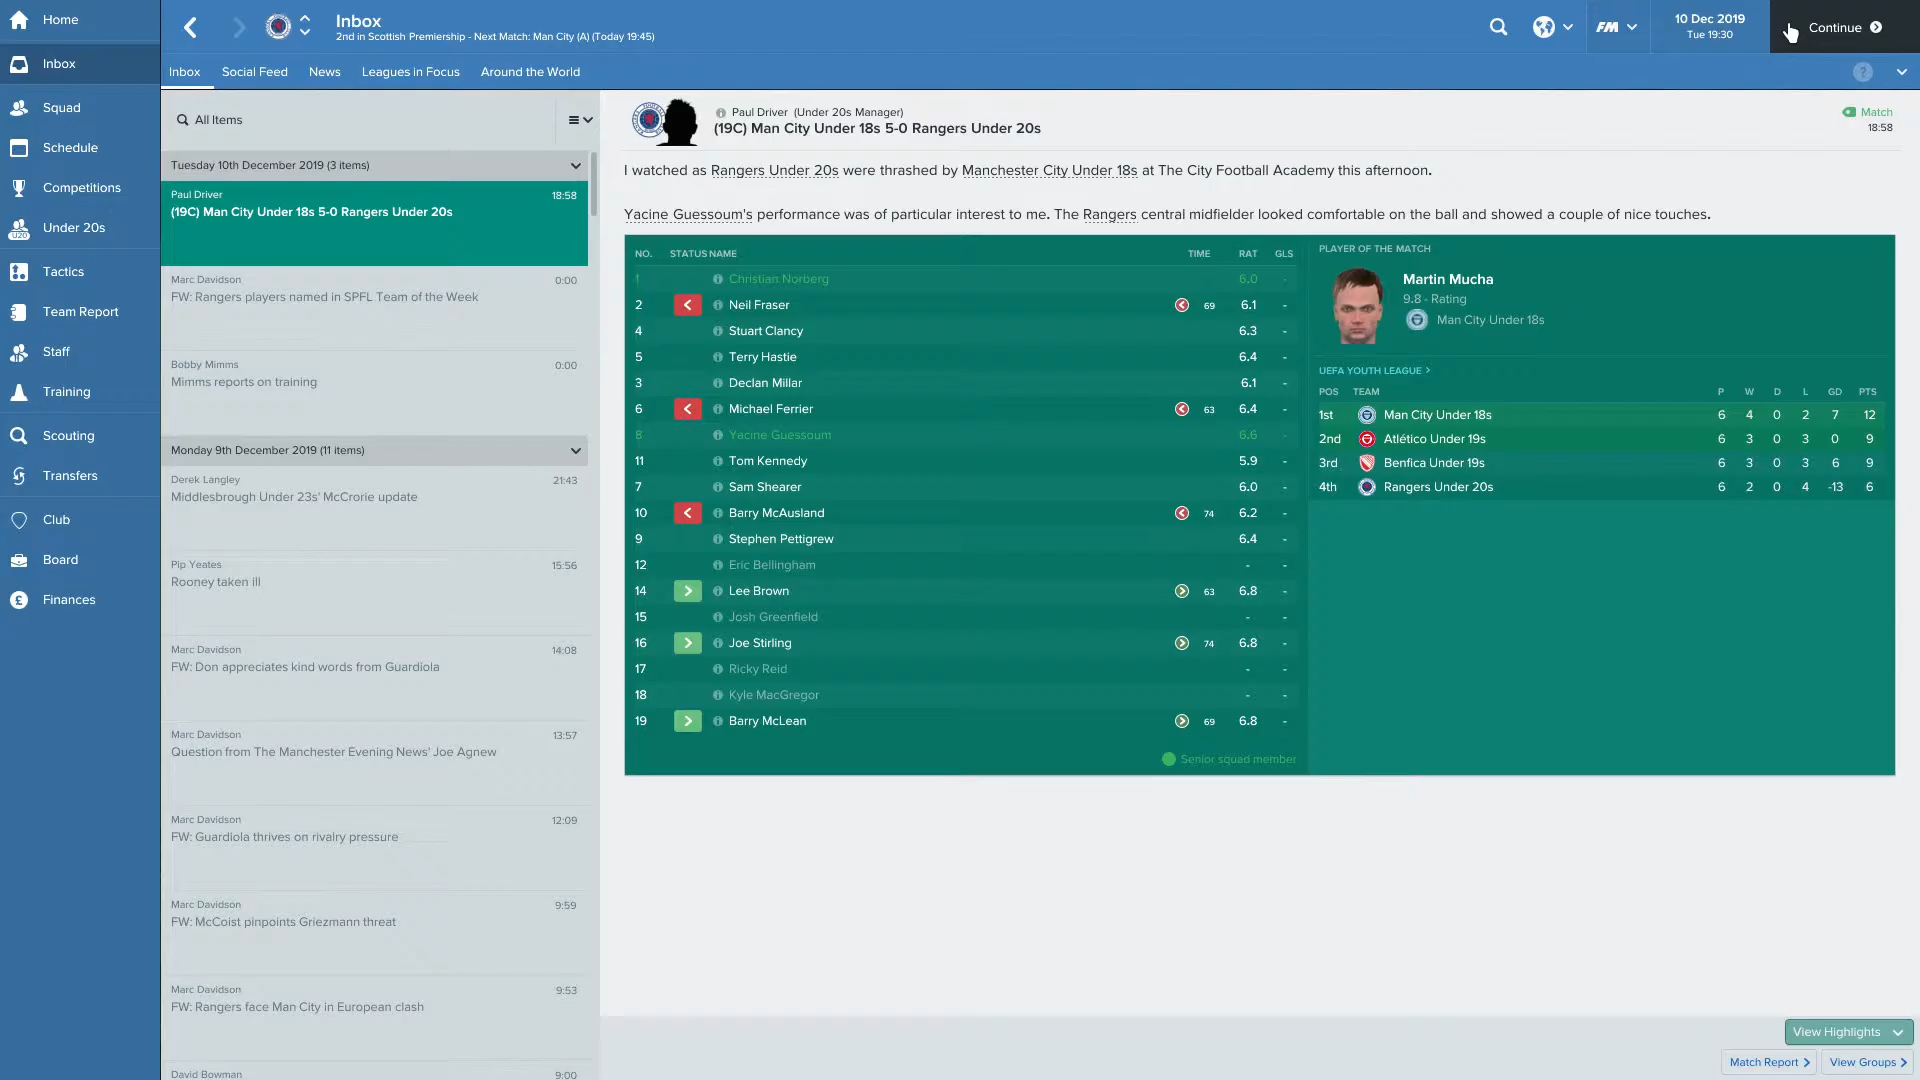 Home
Inbox
Squad
Schedule
Competitions
Under 20s
Tactics
Team Report
Staff
Training
Scouting
Transfers
Club
Board
Finances
Inbox
2nd in Scottish Premiership - Next Match: Man City (A) (Today 19:45)
FM
10 Dec 2019
Tue 19:30
Continue
Inbox Social Feed News Leagues in Focus Around the World ?
All Items
Tuesday 10th December 2019 (3 items)
Paul Driver 18:58
(19C) Man City Under 18s 5-0 Rangers Under 20s
Marc Davidson 0:00
FW: Rangers players named in SPFL Team of the Week
Bobby Mimms 0:00
Mimms reports on training
Monday 9th December 2019 (11 items)
Derek Langley 21:43
Middlesbrough Under 23s' McCrorie update
Pip Yeates 15:56
Rooney taken ill
Marc Davidson 14:08
FW: Don appreciates kind words from Guardiola
Marc Davidson 13:57
Question from The Manchester Evening News' Joe Agnew
Marc Davidson 12:09
FW: Guardiola thrives on rivalry pressure
Marc Davidson 9:59
FW: McCoist pinpoints Griezmann threat
Marc Davidson 9:53
FW: Rangers face Man City in European clash
David Bowman 9:00
Paul Driver (Under 20s Manager)
(19C) Man City Under 18s 5-0 Rangers Under 20s
Match
18:58
I watched as Rangers Under 20s were thrashed by Manchester City Under 18s at The City Football Academy this afternoon.
Yacine Guessoum's performance was of particular interest to me. The Rangers central midfielder looked comfortable on the ball and showed a couple of nice touches.
NO. STATUS NAME TIME RAT GLS
1 Christian Norberg 6.0 -
2 Neil Fraser 69 6.1 -
4 Stuart Clancy 6.3 -
5 Terry Hastie 6.4 -
3 Declan Millar 6.1 -
6 Michael Ferrier 63 6.4 -
8 Yacine Guessoum 6.6 -
11 Tom Kennedy 5.9 -
7 Sam Shearer 6.0 -
10 Barry McAusland 74 6.2 -
9 Stephen Pettigrew 6.4 -
12 Eric Bellingham - -
14 Lee Brown 63 6.8 -
15 Josh Greenfield - -
16 Joe Stirling 74 6.8 -
17 Ricky Reid - -
18 Kyle MacGregor - -
19 Barry McLean 69 6.8 -
Senior squad member
PLAYER OF THE MATCH
Martin Mucha
9.8 - Rating
Man City Under 18s
UEFA YOUTH LEAGUE >
POS TEAM P W D L GD PTS
1st Man City Under 18s 6 4 0 2 7 12
2nd Atlético Under 19s 6 3 0 3 0 9
3rd Benfica Under 19s 6 3 0 3 6 9
4th Rangers Under 20s 6 2 0 4 -13 6
View Highlights
Match Report > View Groups >